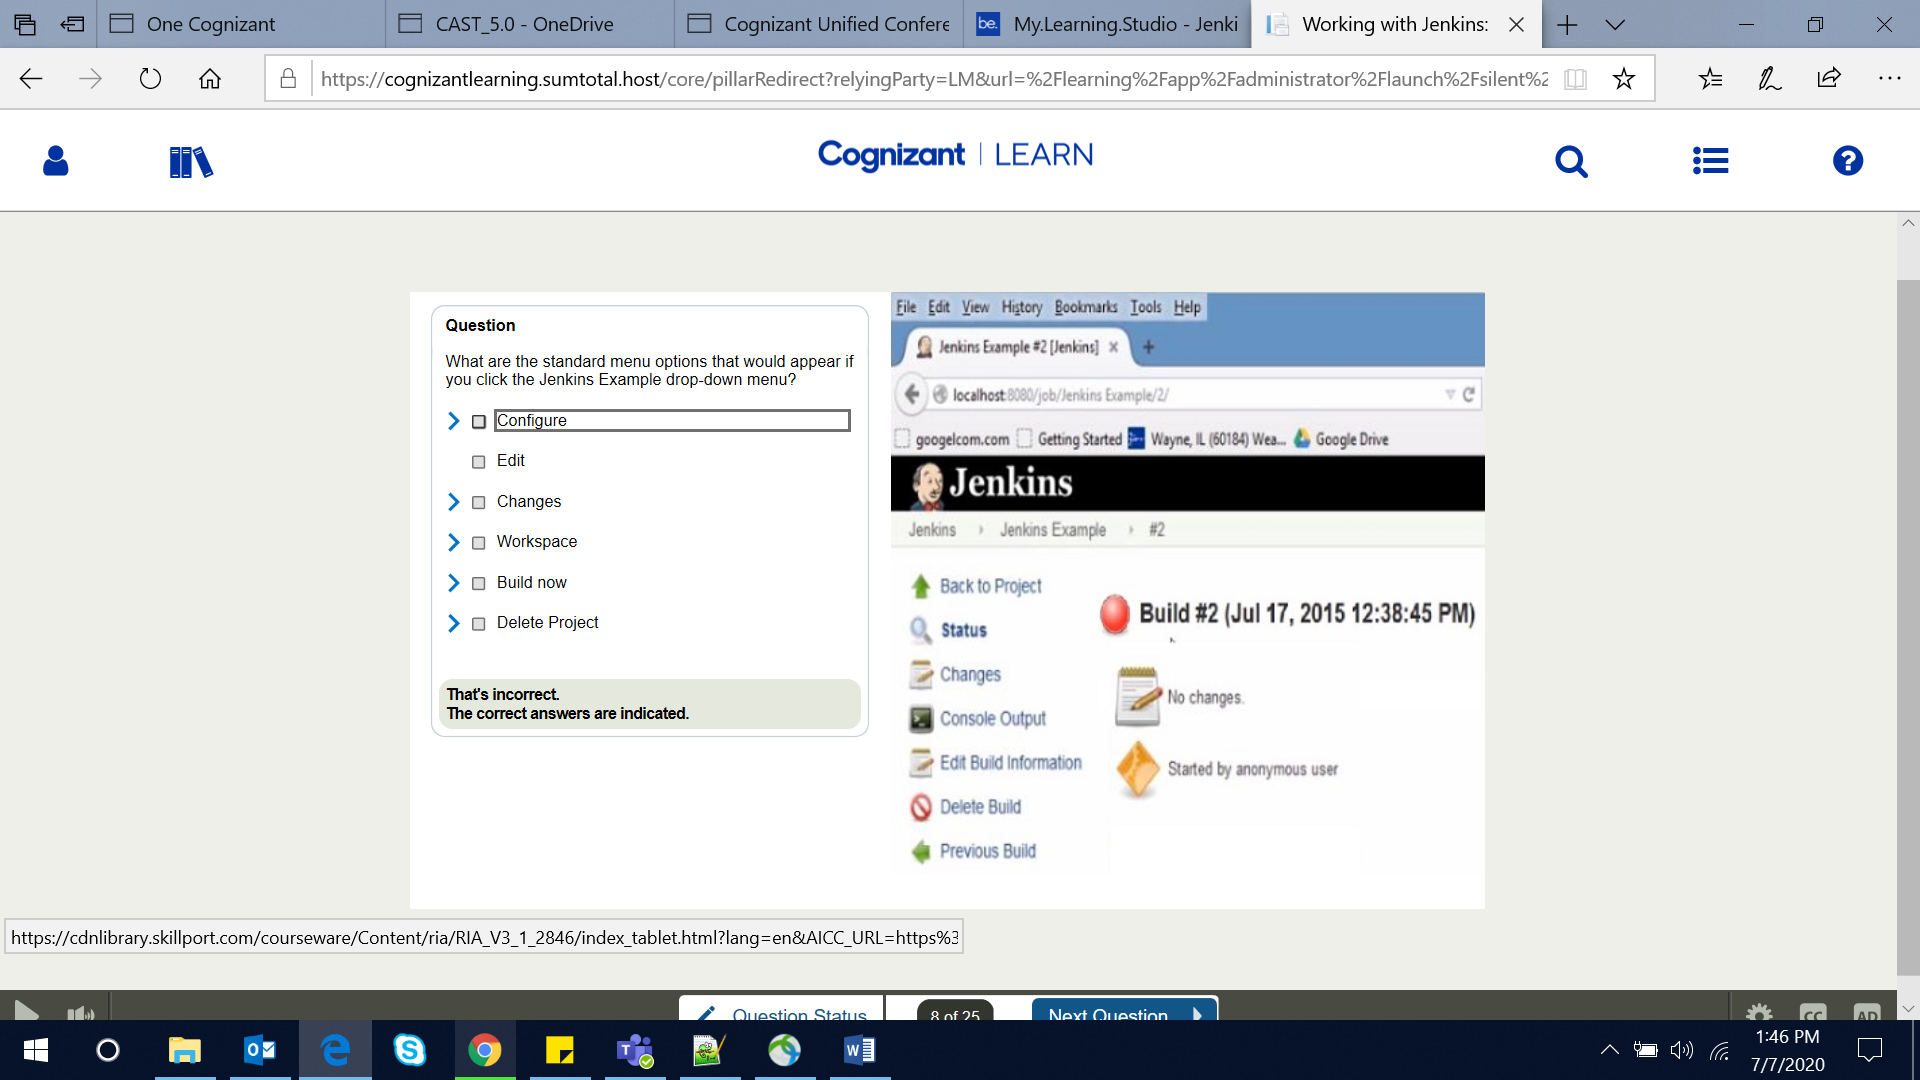 One Cognizant
CAST_5.0 - OneDrive
Cognizant Unified Confere
be. My.Learning.Studio - Jenki
Working with Jenkins:
https://cognizantlearning.sumtotal.host/core/pillarRedirect?relyingParty=LM&url=%2Flearning%2Fapp%2Fadministrator%2Flaunch%2Fsilent%2
Cognizant | LEARN
Question
What are the standard menu options that would appear if
you click the Jenkins Example drop-down menu?
Configure
Edit
Changes
Workspace
Build now
Delete Project
That's incorrect.
The correct answers are indicated.
File Edit View History Bookmarks Tools Help
Jenkins Example #2 [Jenkins]
localhost:8080/job/Jenkins Example/2/
googelcom.com Getting Started Wayne, IL (60184) Wea... Google Drive
Jenkins
Jenkins Jenkins Example #2
Back to Project
Status
Changes
Console Output
Edit Build Information
Delete Build
Previous Build
Build #2 (Jul 17, 2015 12:38:45 PM)
No changes.
Started by anonymous user
https://cdnlibrary.skillport.com/courseware/Content/ria/RIA_V3_1_2846/index_tablet.html?lang=en&AICC_URL=https%3
Question Status
8 of 25
Next Question
CC
AD
1:46 PM
7/7/2020